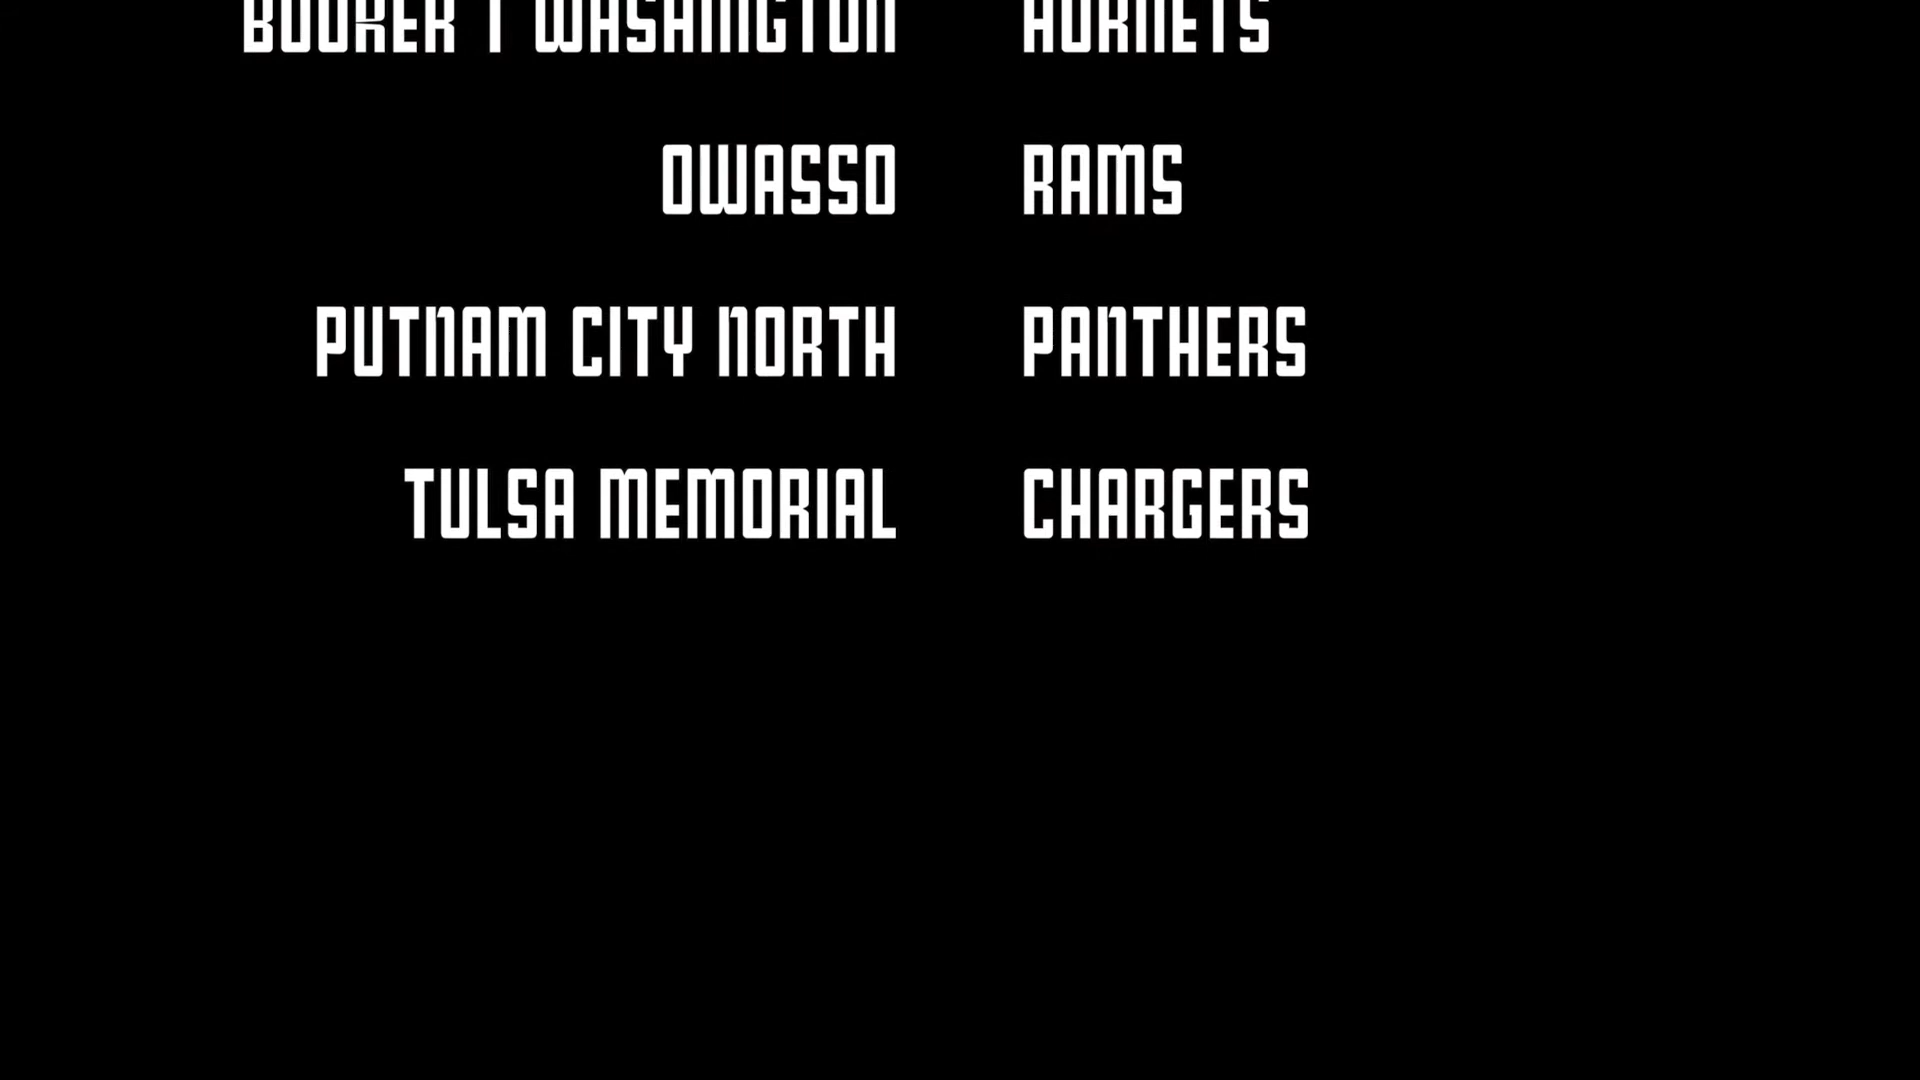 BOOKER T WASHINGTON HORNETS
OWASSO RAMS
PUTNAM CITY NORTH PANTHERS
TULSA MEMORIAL CHARGERS